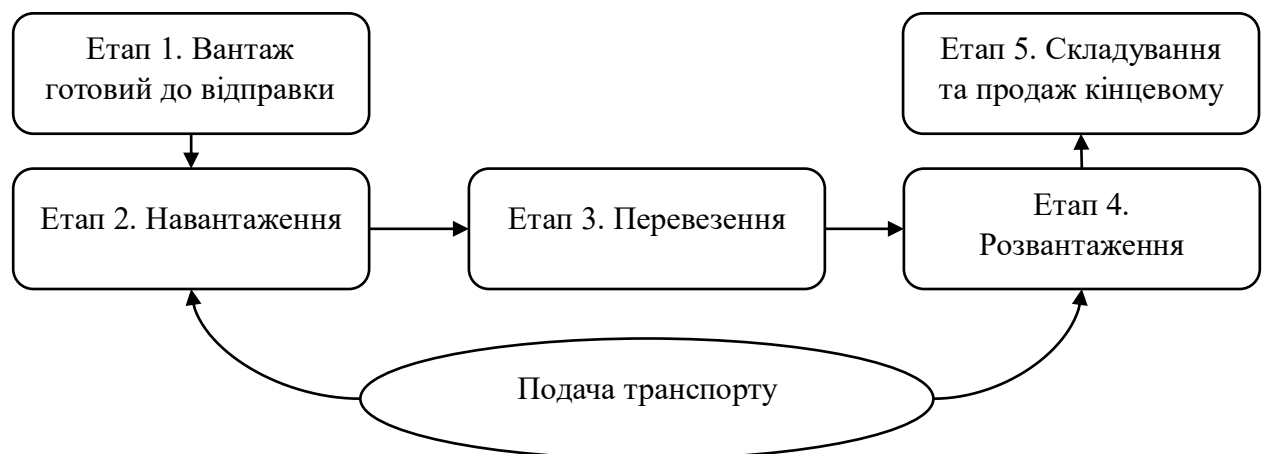 Етап 1. Вантаж
готовий до відправки
Етап 5. Складування
та продаж кінцевому
Етап 2. Навантаження
Етап 3. Перевезення
Етап 4.
Розвантаження
Подача транспорту